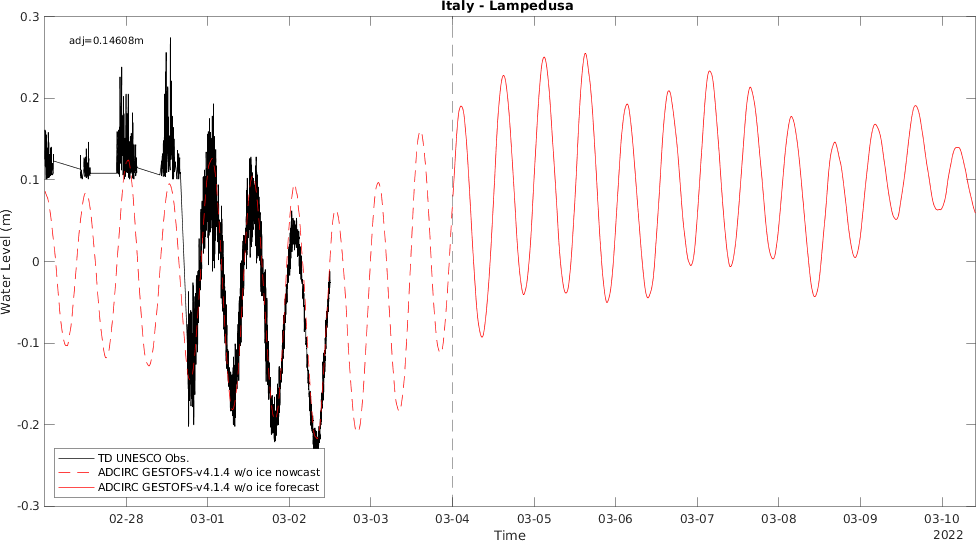 Italy - Lampedusa
adj=0.14608m
0.3
0.2
0.1
0
-0.1
-0.2
-0.3
Water Level (m)
TD UNESCO Obs.
ADCIRC GESTOFS-v4.1.4 w/o ice nowcast
ADCIRC GESTOFS-v4.1.4 w/o ice forecast
02-28 03-01 03-02 03-03 03-04 03-05 03-06 03-07 03-08 03-09 03-10
Time
2022